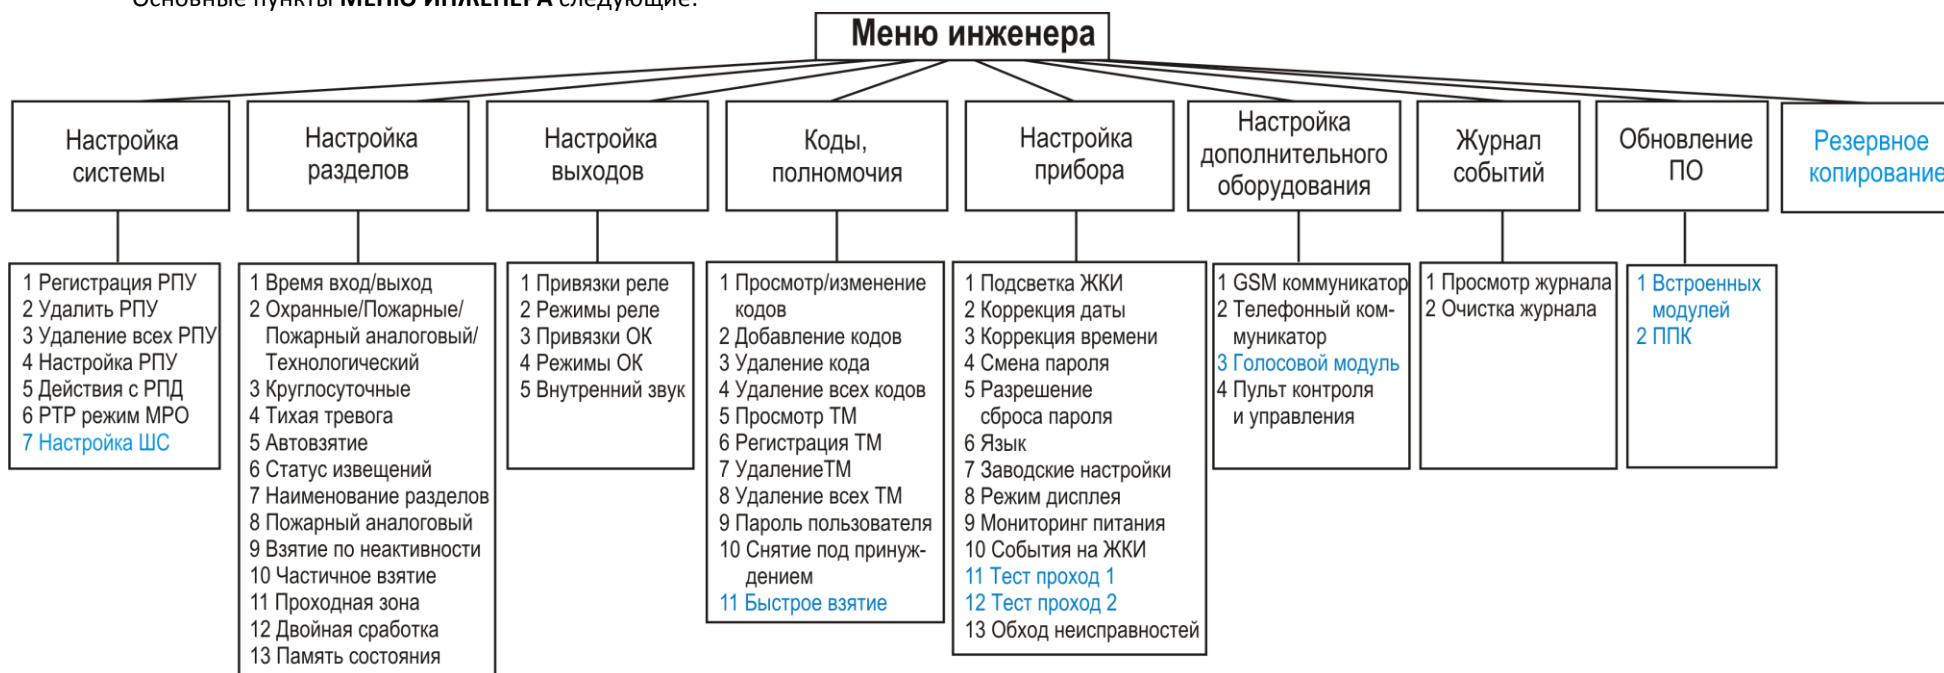 Основные пункты МЕНЮ ИНЖЕНЕРА следующие:
Меню инженера
Настройка
системы
Настройка
разделов
Настройка
выходов
Коды,
полномочия
Настройка
прибора
Настройка
дополнительного
оборудования
Журнал
событий
Обновление
ПО
Резервное
копирование
1 Регистрация РПУ
2 Удалить РПУ
3 Удаление всех РПУ
4 Настройка РПУ
5 Действия с РПД
6 РТР режим МРО
7 Настройка ШС
1 Время вход/выход
2 Охранные/Пожарные/
Пожарный аналоговый/
Технологический
3 Круглосуточные
4 Тихая тревога
5 Автовзятие
6 Статус извещений
7 Наименование разделов
8 Пожарный аналоговый
9 Взятие по неактивности
10 Частичное взятие
11 Проходная зона
12 Двойная сработка
13 Память состояния
1 Привязки реле
2 Режимы реле
3 Привязки ОК
4 Режимы ОК
5 Внутренний звук
1 Просмотр/изменение
кодов
2 Добавление кодов
3 Удаление кода
4 Удаление всех кодов
5 Просмотр ТМ
6 Регистрация ТМ
7 УдалениеТМ
8 Удаление всех ТМ
9 Пароль пользователя
10 Снятие под принуж-
дением
11 Быстрое взятие
1 Подсветка ЖКИ
2 Коррекция даты
3 Коррекция времени
4 Смена пароля
5 Разрешение
сброса пароля
6 Язык
7 Заводские настройки
8 Режим дисплея
9 Мониторинг питания
10 События на ЖКИ
11 Тест проход 1
12 Тест проход 2
13 Обход неисправностей
1 GSM коммуникатор
2 Телефонный ком-
муникатор
3 Голосовой модуль
4 Пульт контроля
и управления
1 Просмотр журнала
2 Очистка журнала
1 Встроенных
модулей
2 ППК